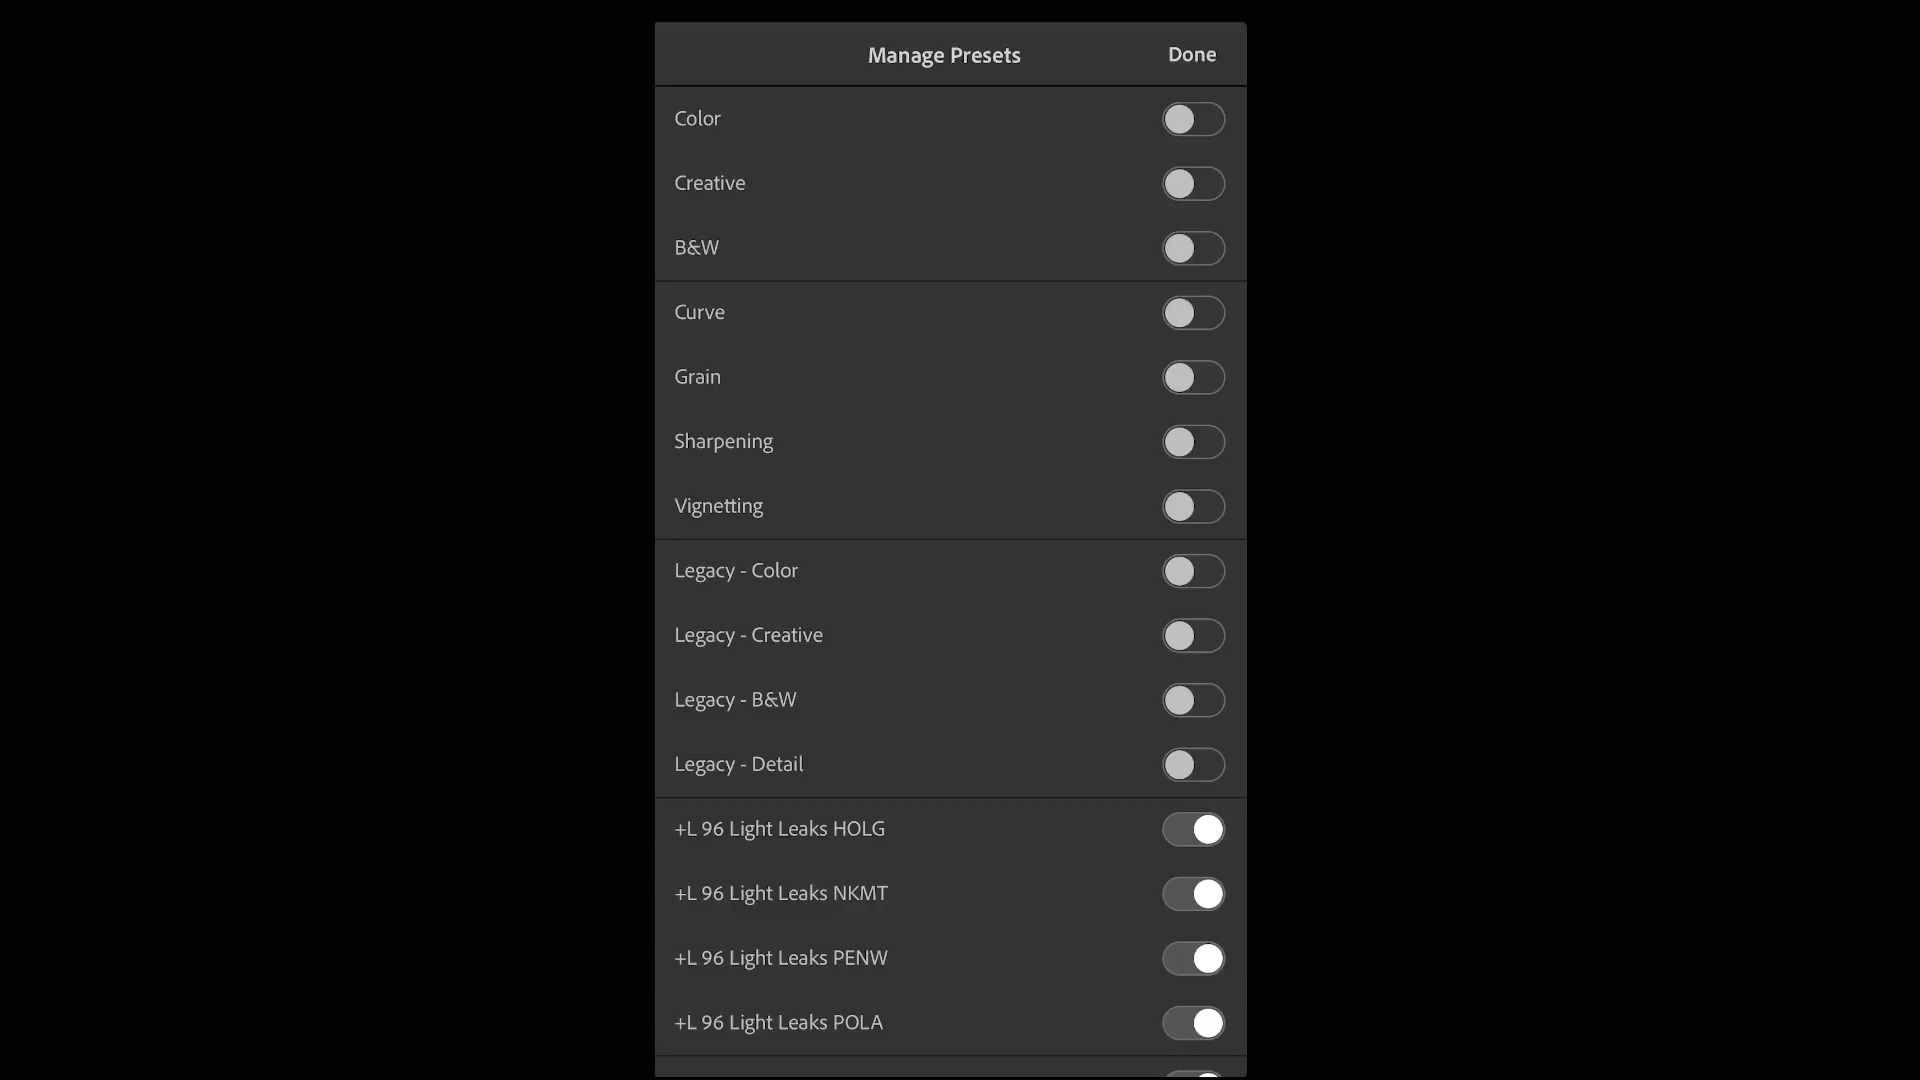 Manage Presets
Done
Color
Creative
B&W
Curve
Grain
Sharpening
Vignetting
Legacy - Color
Legacy - Creative
Legacy - B&W
Legacy - Detail
+L 96 Light Leaks HOLG
+L 96 Light Leaks NKMT
+L 96 Light Leaks PENW
+L 96 Light Leaks POLA